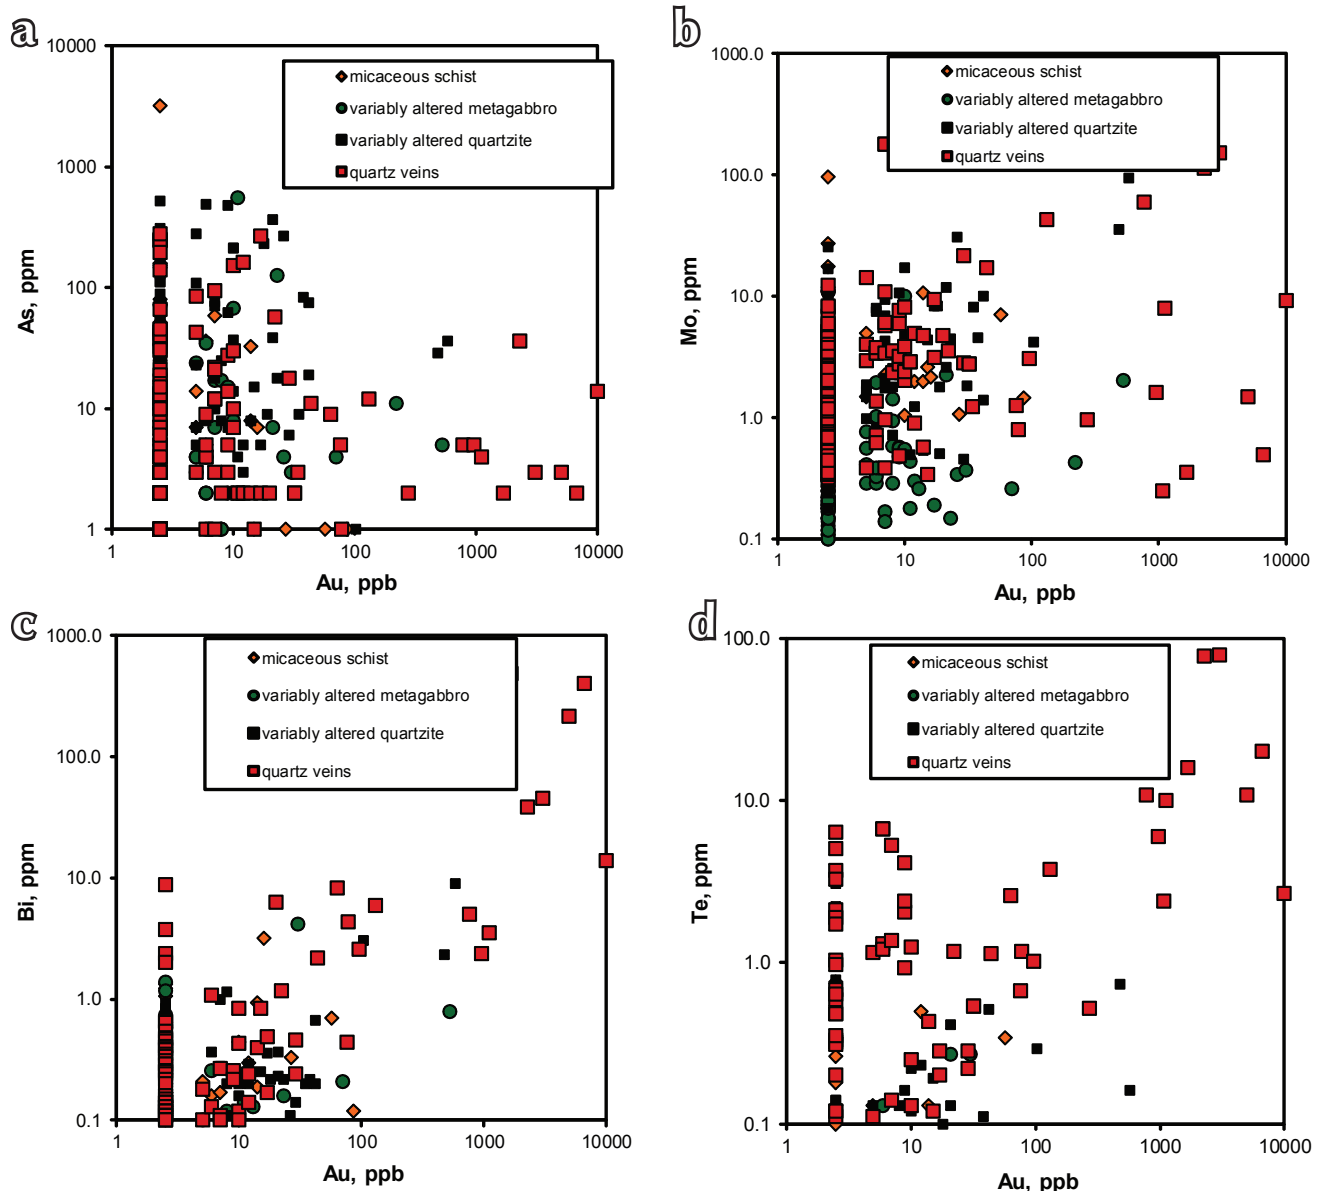 a
10000
1000
100
10
1
As, ppm
micaceous schist
variably altered metagabbro
variably altered quartzite
quartz veins
1 10 100 1000 10000
Au, ppb
b
1000.0
100.0
10.0
1.0
0.1
Mo, ppm
micaceous schist
variably altered metagabbro
variably altered quartzite
quartz veins
1 10 100 1000 10000
Au, ppb
c
1000.0
100.0
10.0
1.0
0.1
Bi, ppm
micaceous schist
variably altered metagabbro
variably altered quartzite
quartz veins
1 10 100 1000 10000
Au, ppb
d
100.0
10.0
1.0
0.1
Te, ppm
micaceous schist
variably altered metagabbro
variably altered quartzite
quartz veins
1 10 100 1000 10000
Au, ppb